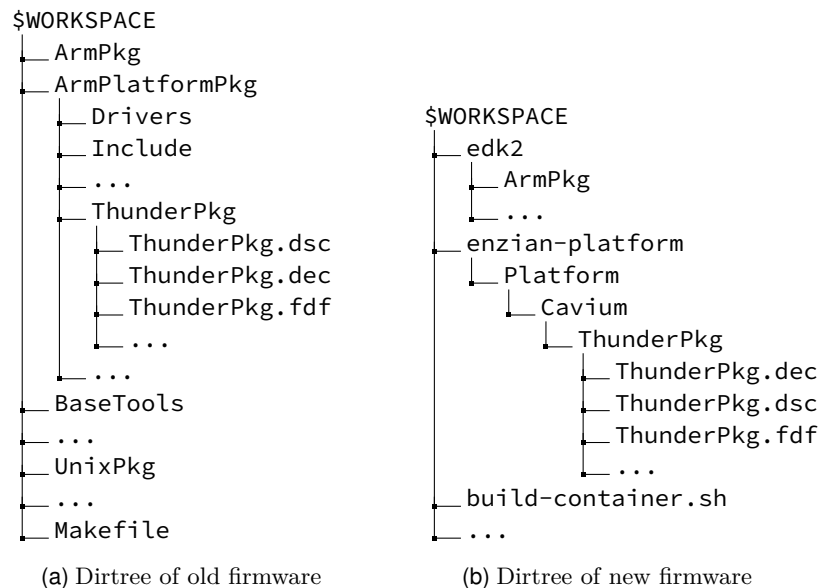 $WORKSPACE
ArmPkg
ArmPlatformPkg
Drivers
Include
...
ThunderPkg
ThunderPkg.dsc
ThunderPkg.dec
ThunderPkg.fdf
...
...
BaseTools
...
UnixPkg
...
Makefile
(a) Dirtree of old firmware
$WORKSPACE
edk2
ArmPkg
...
enzian-platform
Platform
Cavium
ThunderPkg
ThunderPkg.dec
ThunderPkg.dsc
ThunderPkg.fdf
...
build-container.sh
...
(b) Dirtree of new firmware